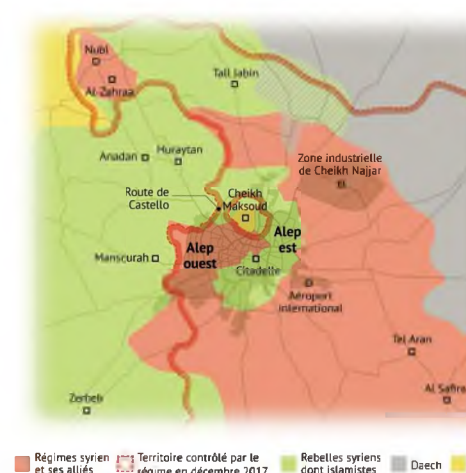 Nubl
Al-Zahraa
Tall Jabin
Anadan
Huraytan
Zone industrielle
de Cheikh Najjar
Route de
Castello
Cheikh
Maksoud
Alep
ouest
Alep
est
Manscurah
Citadelle
Aéroport
international
Tel Aran
Al Safira
Zerbeh
Régimes syrien
et ses alliés
Territoire contrôlé par le
régime en décembre 2017
Rebelles syriens
dont islamistes
Daech